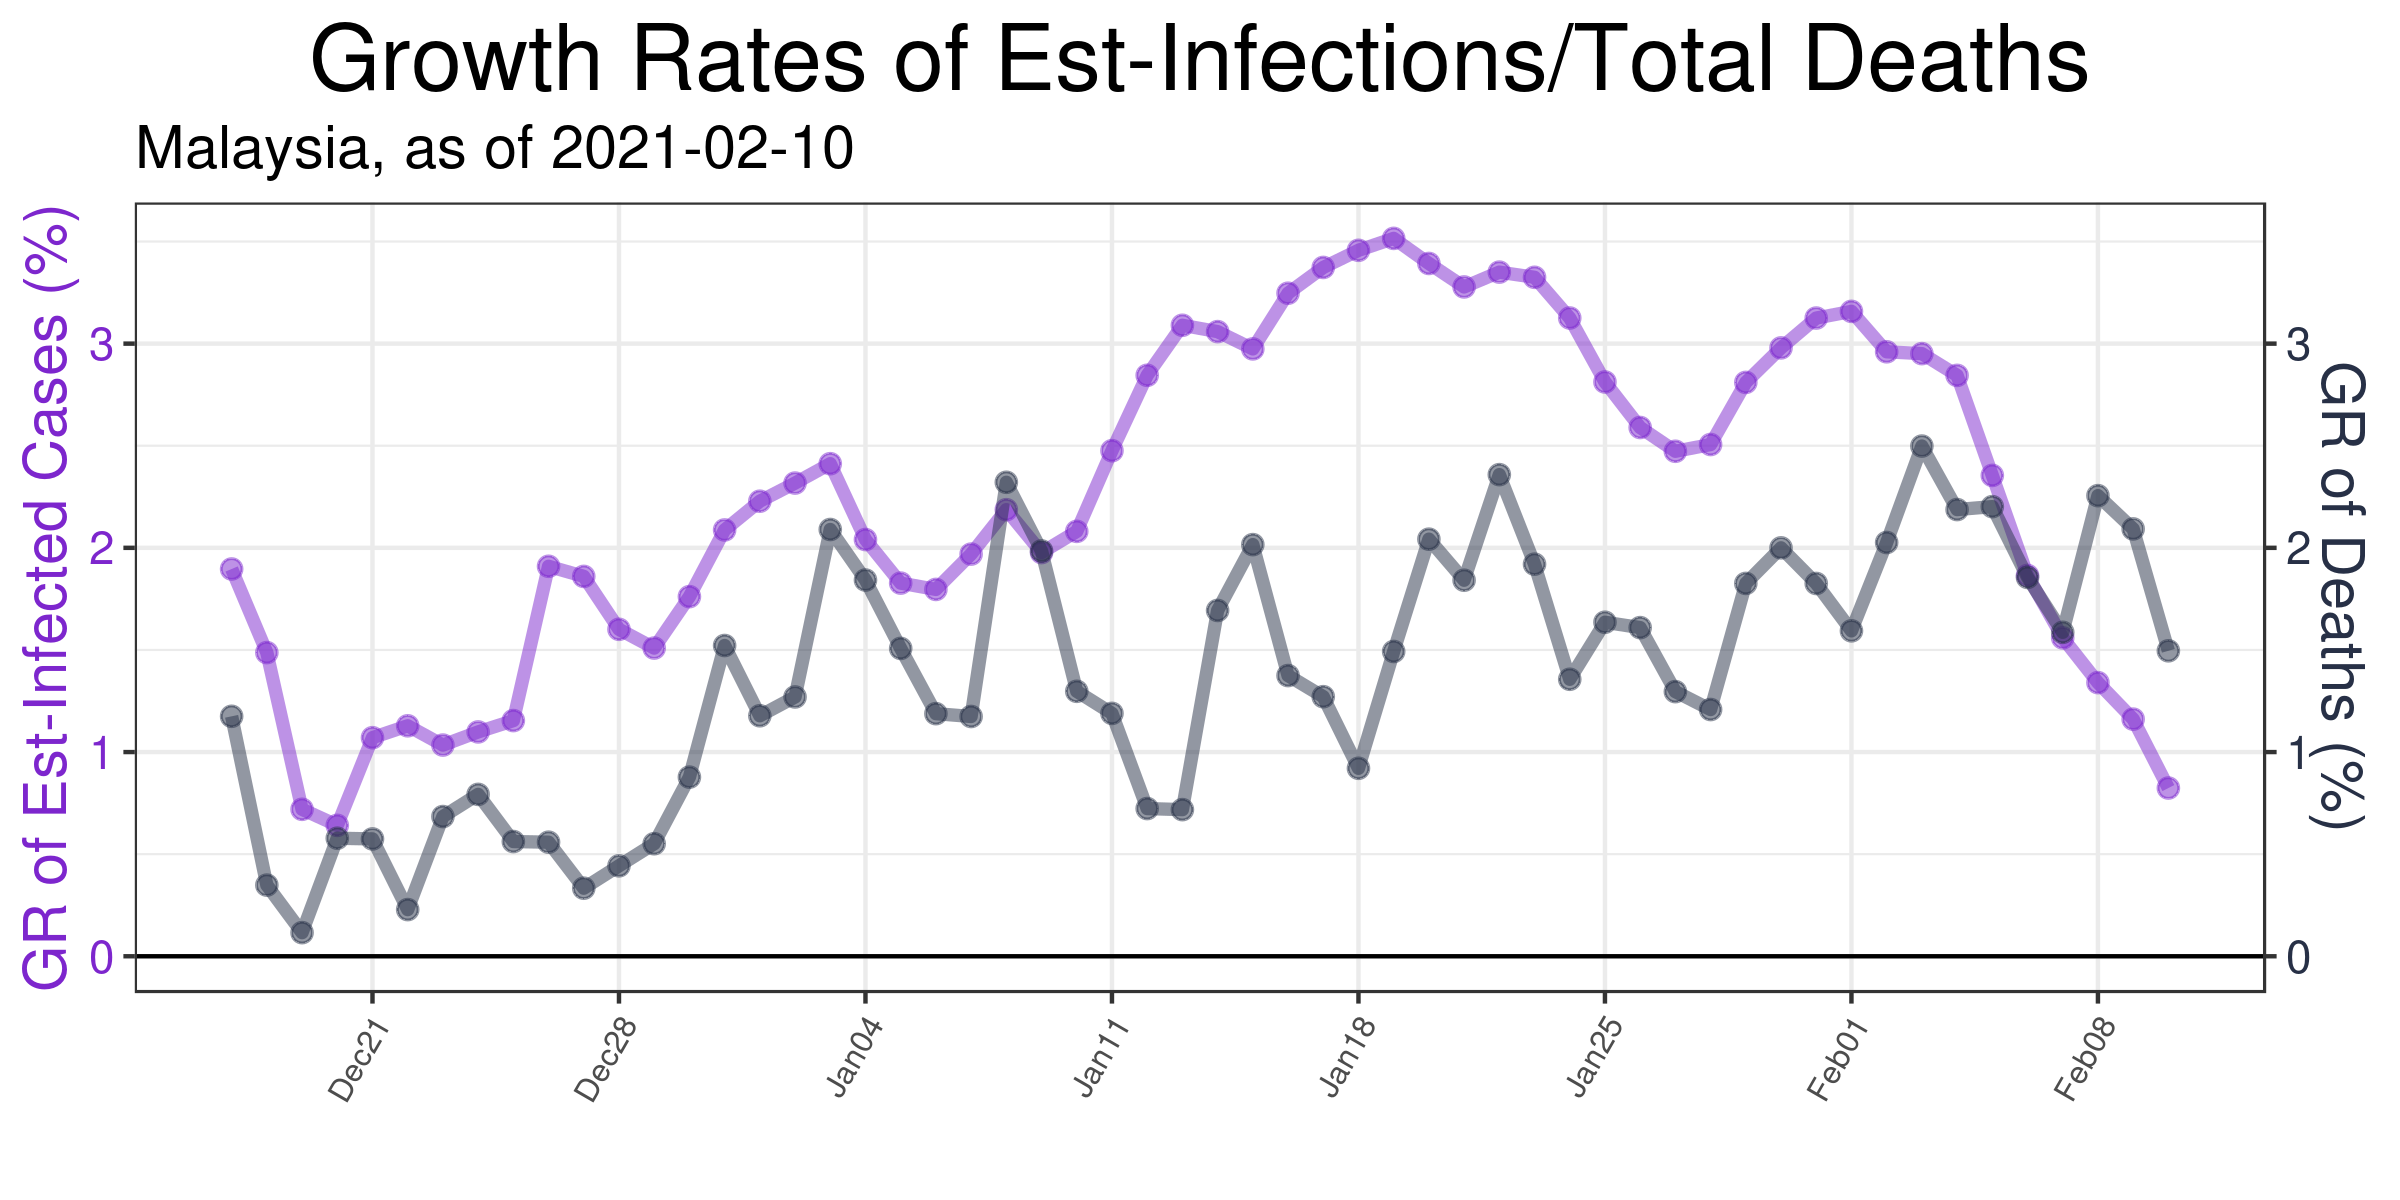 Growth Rates of Est-Infections/Total Deaths
Malaysia, as of 2021-02-10
GR of Est-Infected Cases (%)
3
2
1
0
3
2
1
0
GR of Deaths (%)
Dec21
Dec28
Jan04
Jan11
Jan18
Jan25
Feb01
Feb08